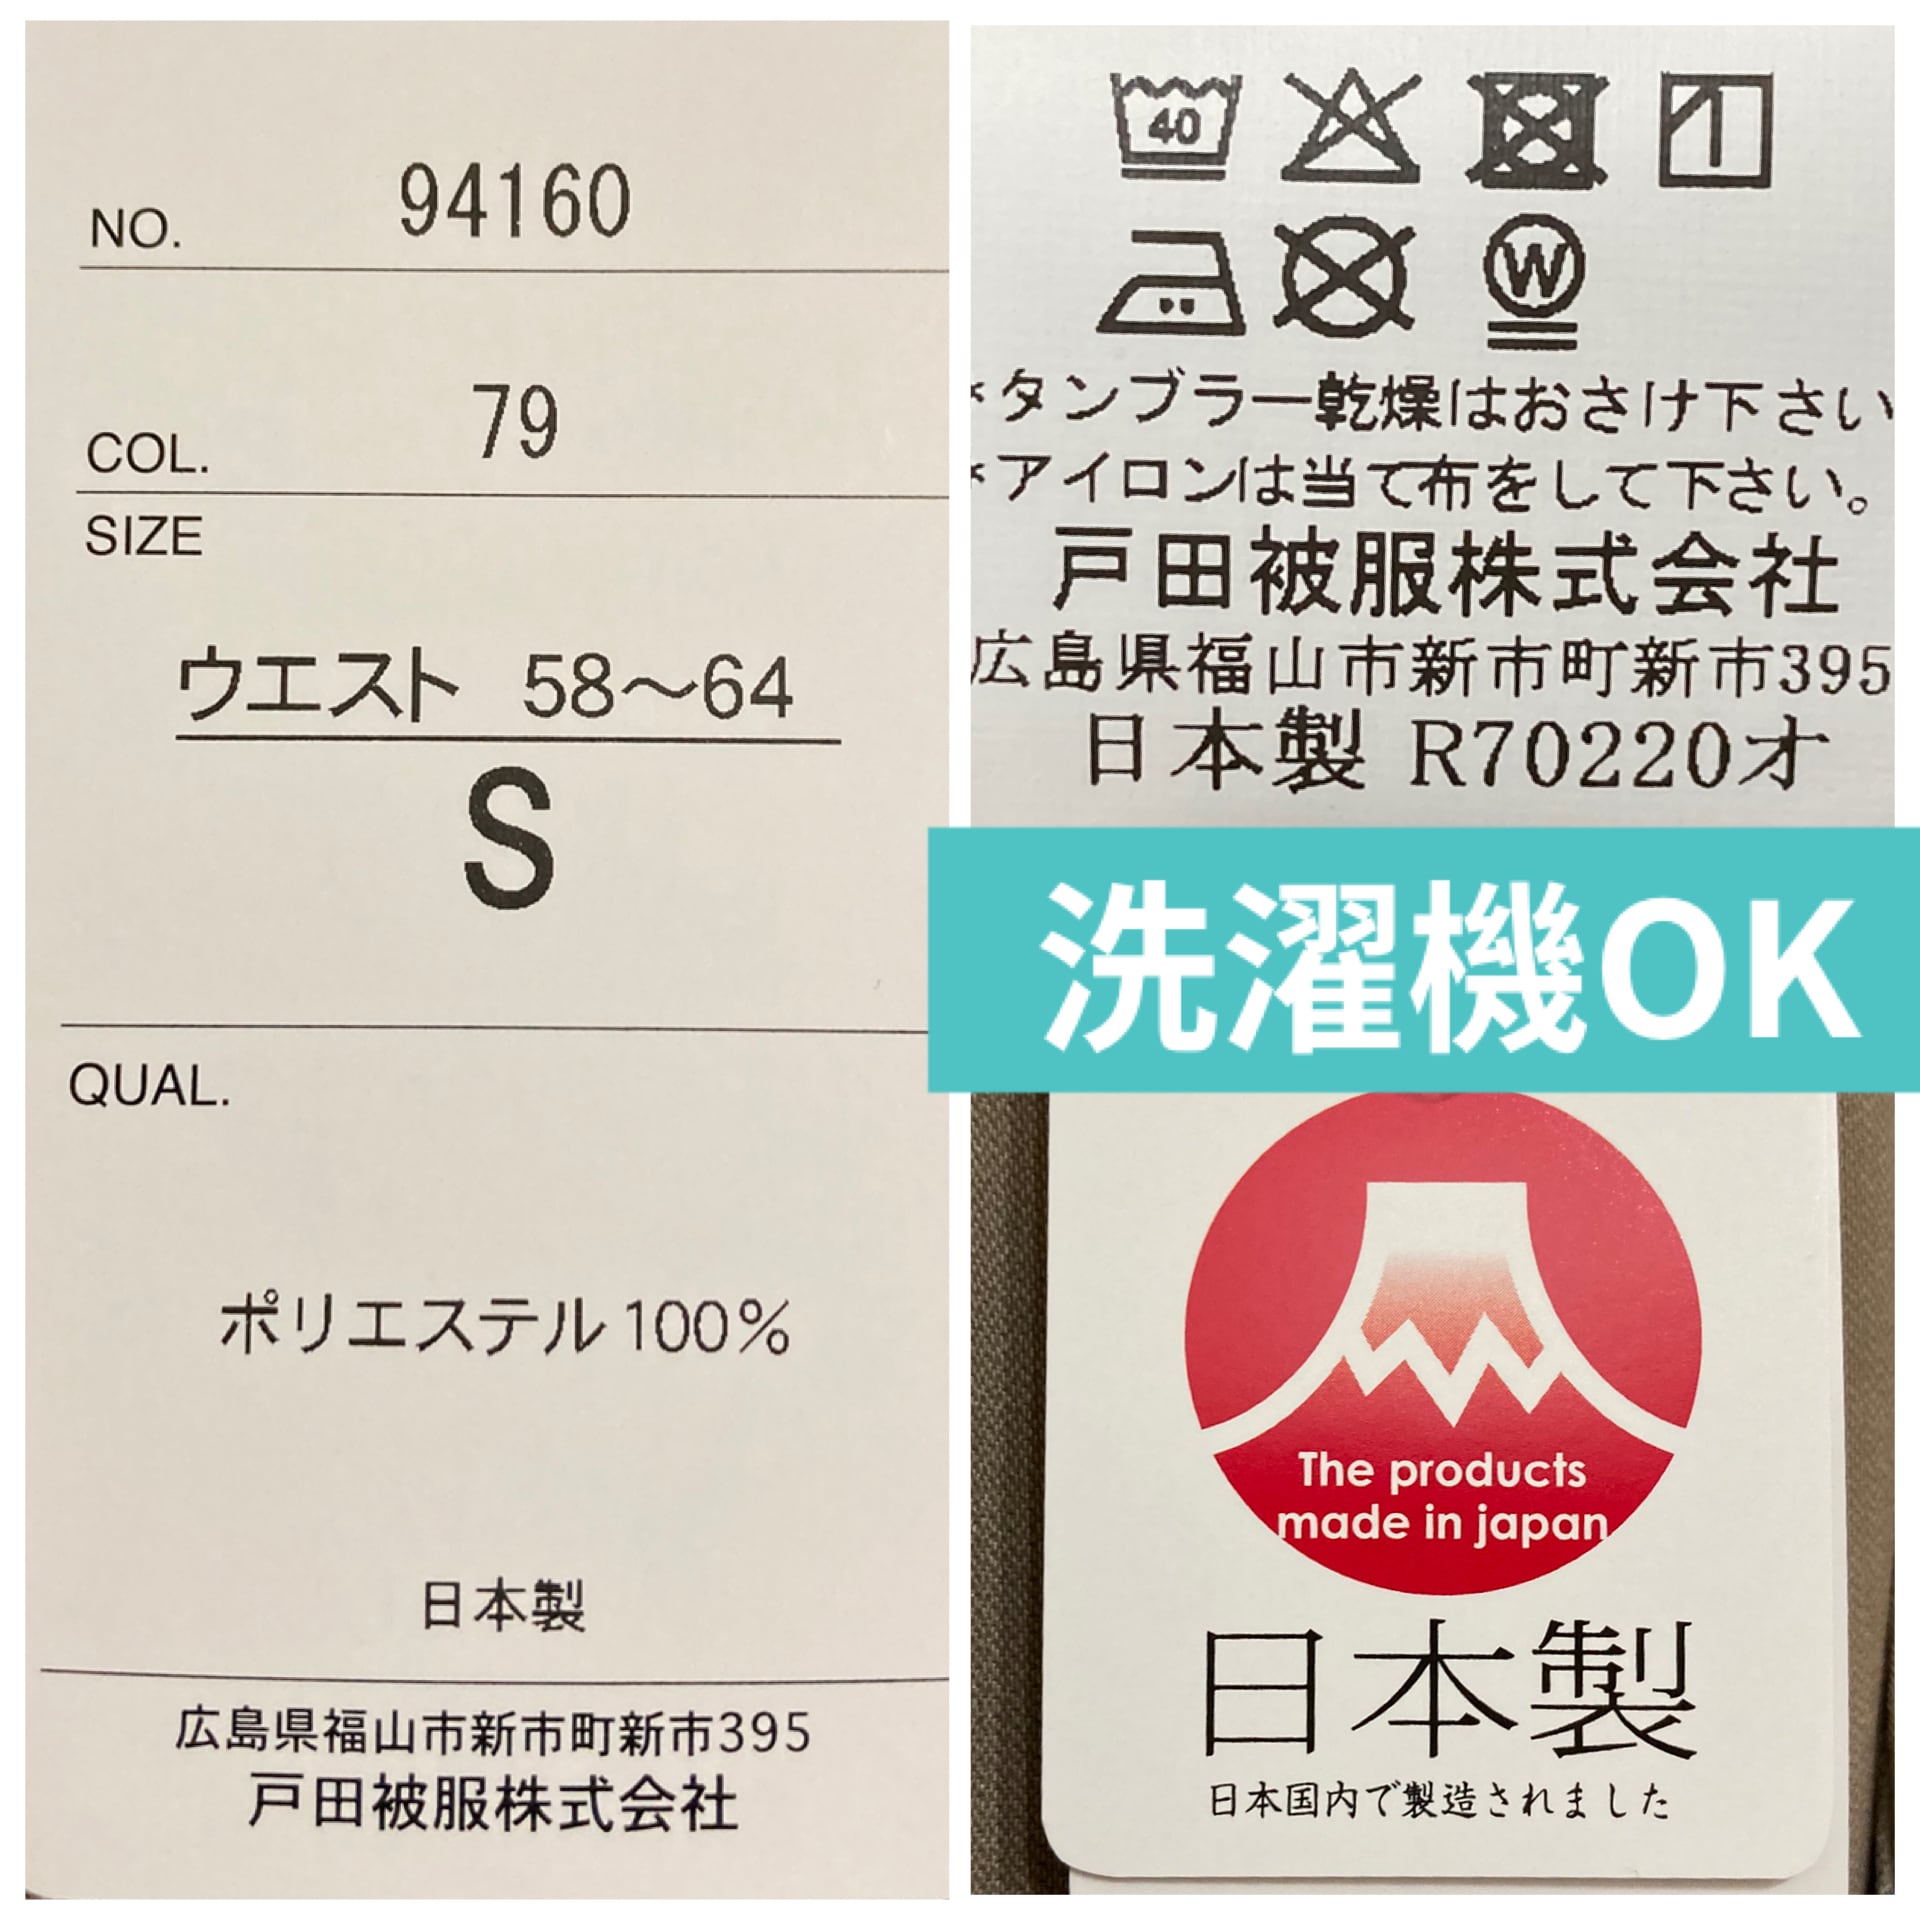 NO. 94160
COL. 79
SIZE
ウエスト 58～64
S
QUAL.
ポリエステル100%
日本製
広島県福山市新市町新市395
戸田被服株式会社
40
W
*タンブラー乾燥はおさけ下さい
*アイロンは当て布をして下さい。
戸田被服株式会社
広島県福山市新市町新市395
日本製 R70220オ
洗濯機OK
The products
made in japan
日本製
日本国内で製造されました